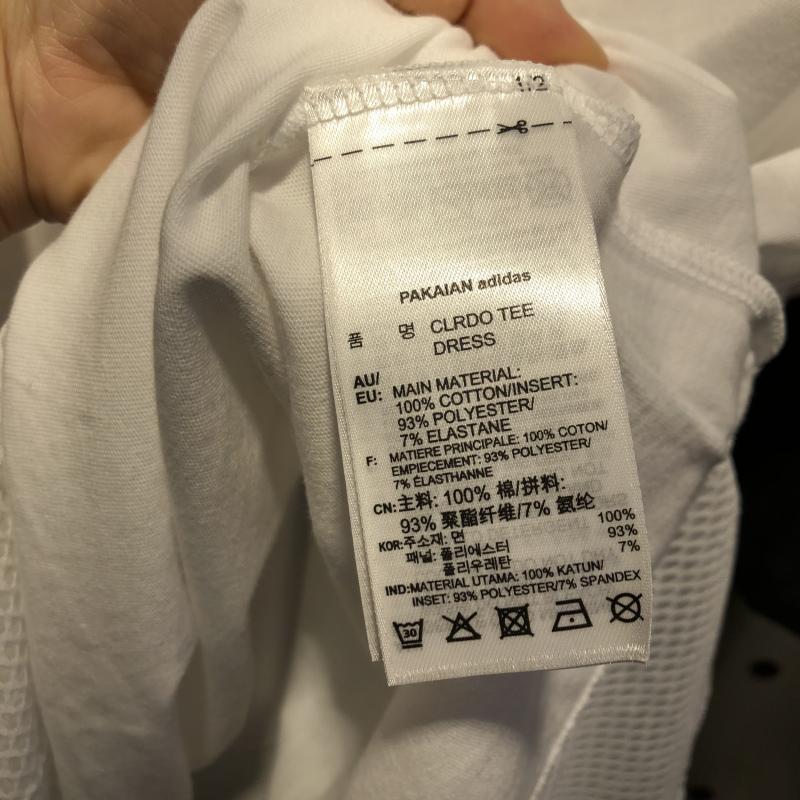 1.2
PAKAIAN adidas
품 명 CLRDO TEE
DRESS
AU/
EU: MAIN MATERIAL:
100% COTTON/INSERT:
93% POLYESTER/
7% ELASTANE
F: MATIERE PRINCIPALE: 100% COTON/
EMPIECEMENT: 93% POLYESTER/
7% ÉLASTHANNE
CN: 主料: 100% 棉/拼料:
93% 聚酯纤维/7% 氨纶
KOR: 주소재: 면 100%
패널: 폴리에스터 93%
폴리우레탄 7%
IND: MATERIAL UTAMA: 100% KATUN/
INSET: 93% POLYESTER/7% SPANDEX
30